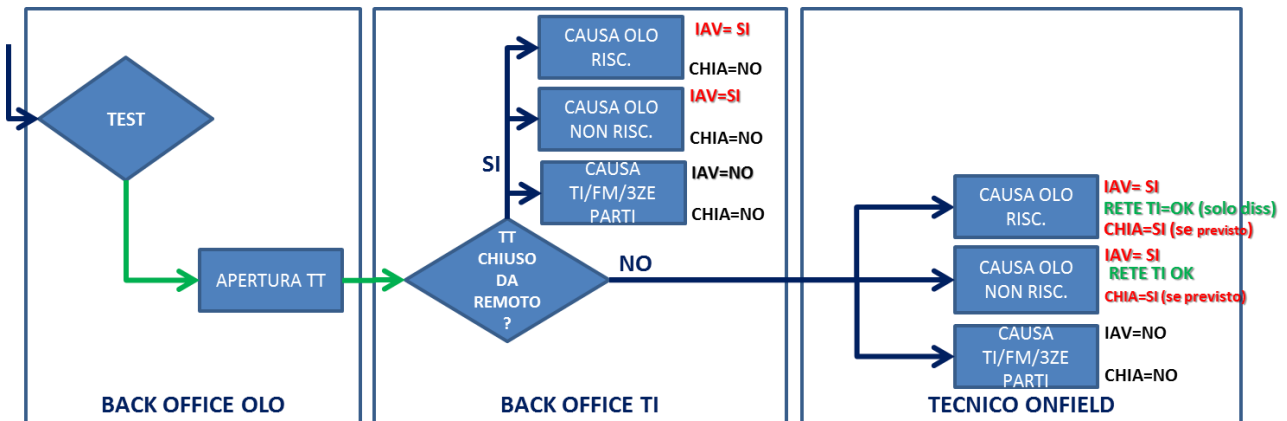 TEST
APERTURA TT
BACK OFFICE OLO
CAUSA OLO
RISC.
IAV= SI
CHIA=NO
CAUSA OLO
NON RISC.
IAV=SI
CHIA=NO
CAUSA
TI/FM/3ZE
PARTI
IAV=NO
CHIA=NO
SI
TT
CHIUSO
DA
REMOTO
?
NO
BACK OFFICE TI
CAUSA OLO
RISC.
IAV= SI
RETE TI=OK (solo diss)
CHIA=SI (se previsto)
CAUSA OLO
NON RISC.
IAV= SI
RETE TI OK
CHIA=SI (se previsto)
CAUSA
TI/FM/3ZE
PARTI
IAV=NO
CHIA=NO
TECNICO ONFIELD